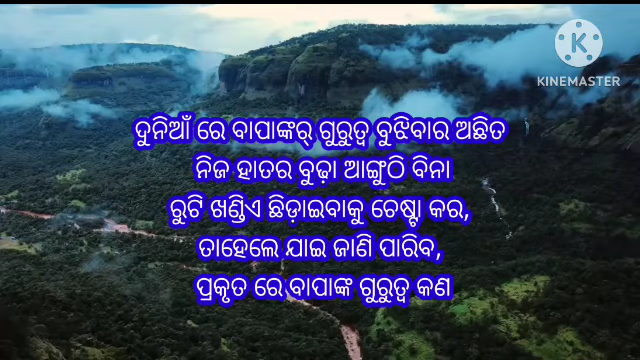 KINEMASTER
ଦୁନିଆଁ ରେ ବାପାଙ୍କର୍ ଗୁରୁତ୍ୱ ବୁଝିବାର ଅଛିତ
ନିଜ ହାତର ବୁଢ଼ା ଆଙ୍ଗୁଠି ବିନା
ରୁଟି ଖଣ୍ଡିଏ ଛିଡ଼ାଇବାକୁ ଚେଷ୍ଟା କର,
ତାହେଲେ ଯାଇ ଜାଣି ପାରିବ,
ପ୍ରକୃତ ରେ ବାପାଙ୍କ ଗୁରୁତ୍ୱ କଣ